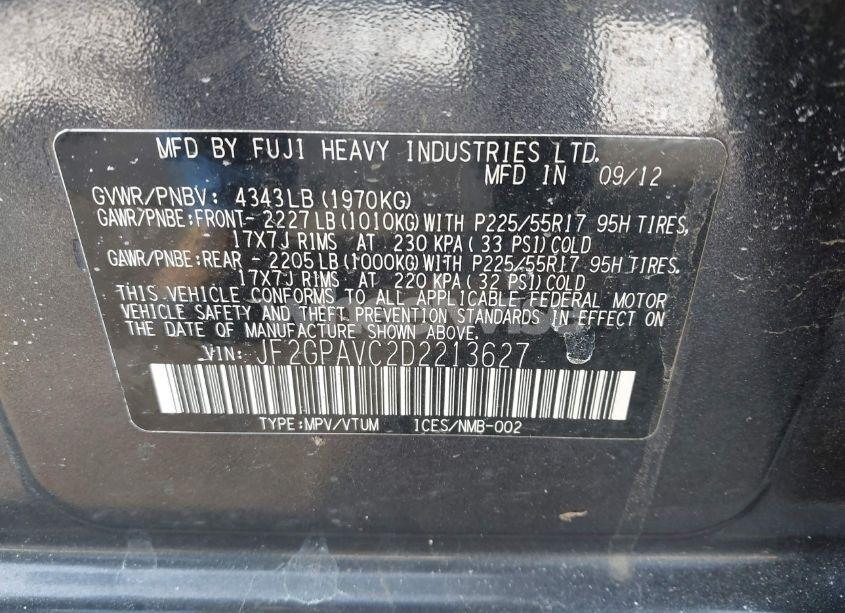 MFD BY FUJI HEAVY INDUSTRIES LTD.
MFD IN 09/12
GVWR/PNBV: 4343LB (1970KG)
GAWR/PNBE:FRONT- 2227LB(1010KG)WITH P225/55R17 95H TIRES,
17X7J RIMS AT 230 KPA( 33 PSI)COLD
GAWR/PNBE:REAR - 2205LB(1000KG)WITH P225/55R17 95H TIRES.
17X7J RIMS AT 220 KPA( 32 PSI)COLD
THIS VEHICLE CONFORMS TO ALL APPLICABLE FEDERAL MOTOR
VEHICLE SAFETY AND THEFT PREVENTION STANDARDS IN EFFECT ON
THE DATE OF MANUFACTURE SHOWN ABOVE.
VIN: JF2GPAVC2D2213627
TYPE:MPV/VTUM ICES/NMB-002